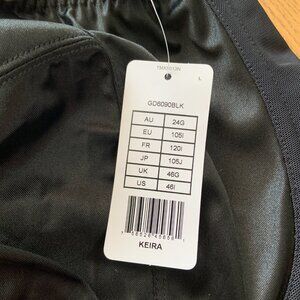 GD6090BLK
AU 24G
EU 105I
FR 120I
JP 105J
UK 46G
US 46I
KEIRA